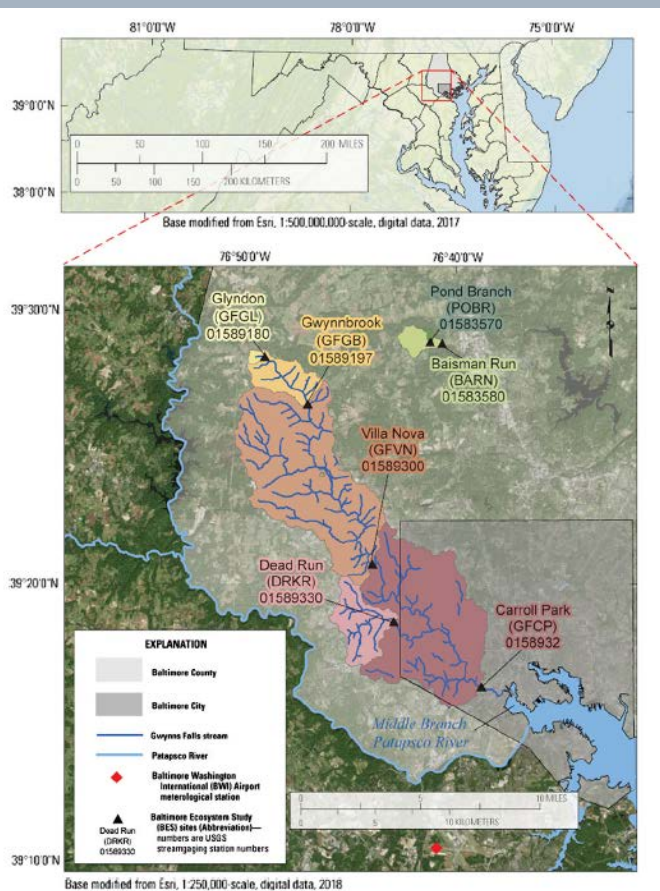 81°0'0"W
78°0'0"W
75°0'0"W
39°0'0"N
38°0'0"N
0 50 100 150 200 MILES
0 50 100 150 200 KILOMETERS
Base modified from Esri, 1:500,000,000-scale, digital data, 2017
76°50'0"W
76°40'0"W
39°30'0"N
Glyndon
(GFGL)
01589180
Gwynnbrook
(GFGB)
01589197
Pond Branch
(POBR)
01583570
Baisman Run
(BARN)
01583580
Villa Nova
(GFVN)
01589300
39°20'0"N
Dead Run
(DRKR)
01589330
Carroll Park
(GFCP)
0158932
Middle Branch
Patapsco River
EXPLANATION
Baltimore County
Baltimore City
Gwynns Falls stream
Patapsco River
Baltimore Washington
International (BWI) Airport
meterological station
Baltimore Ecosystem Study
(BES) sites (Abbreviation)—
numbers are USGS
streamgaging station numbers
Dead Run
(DRKR)
01589330
0 5 10 MILES
0 5 10 KILOMETERS
39°10'0"N
Base modified from Esri, 1:250,000-scale, digital data, 2018